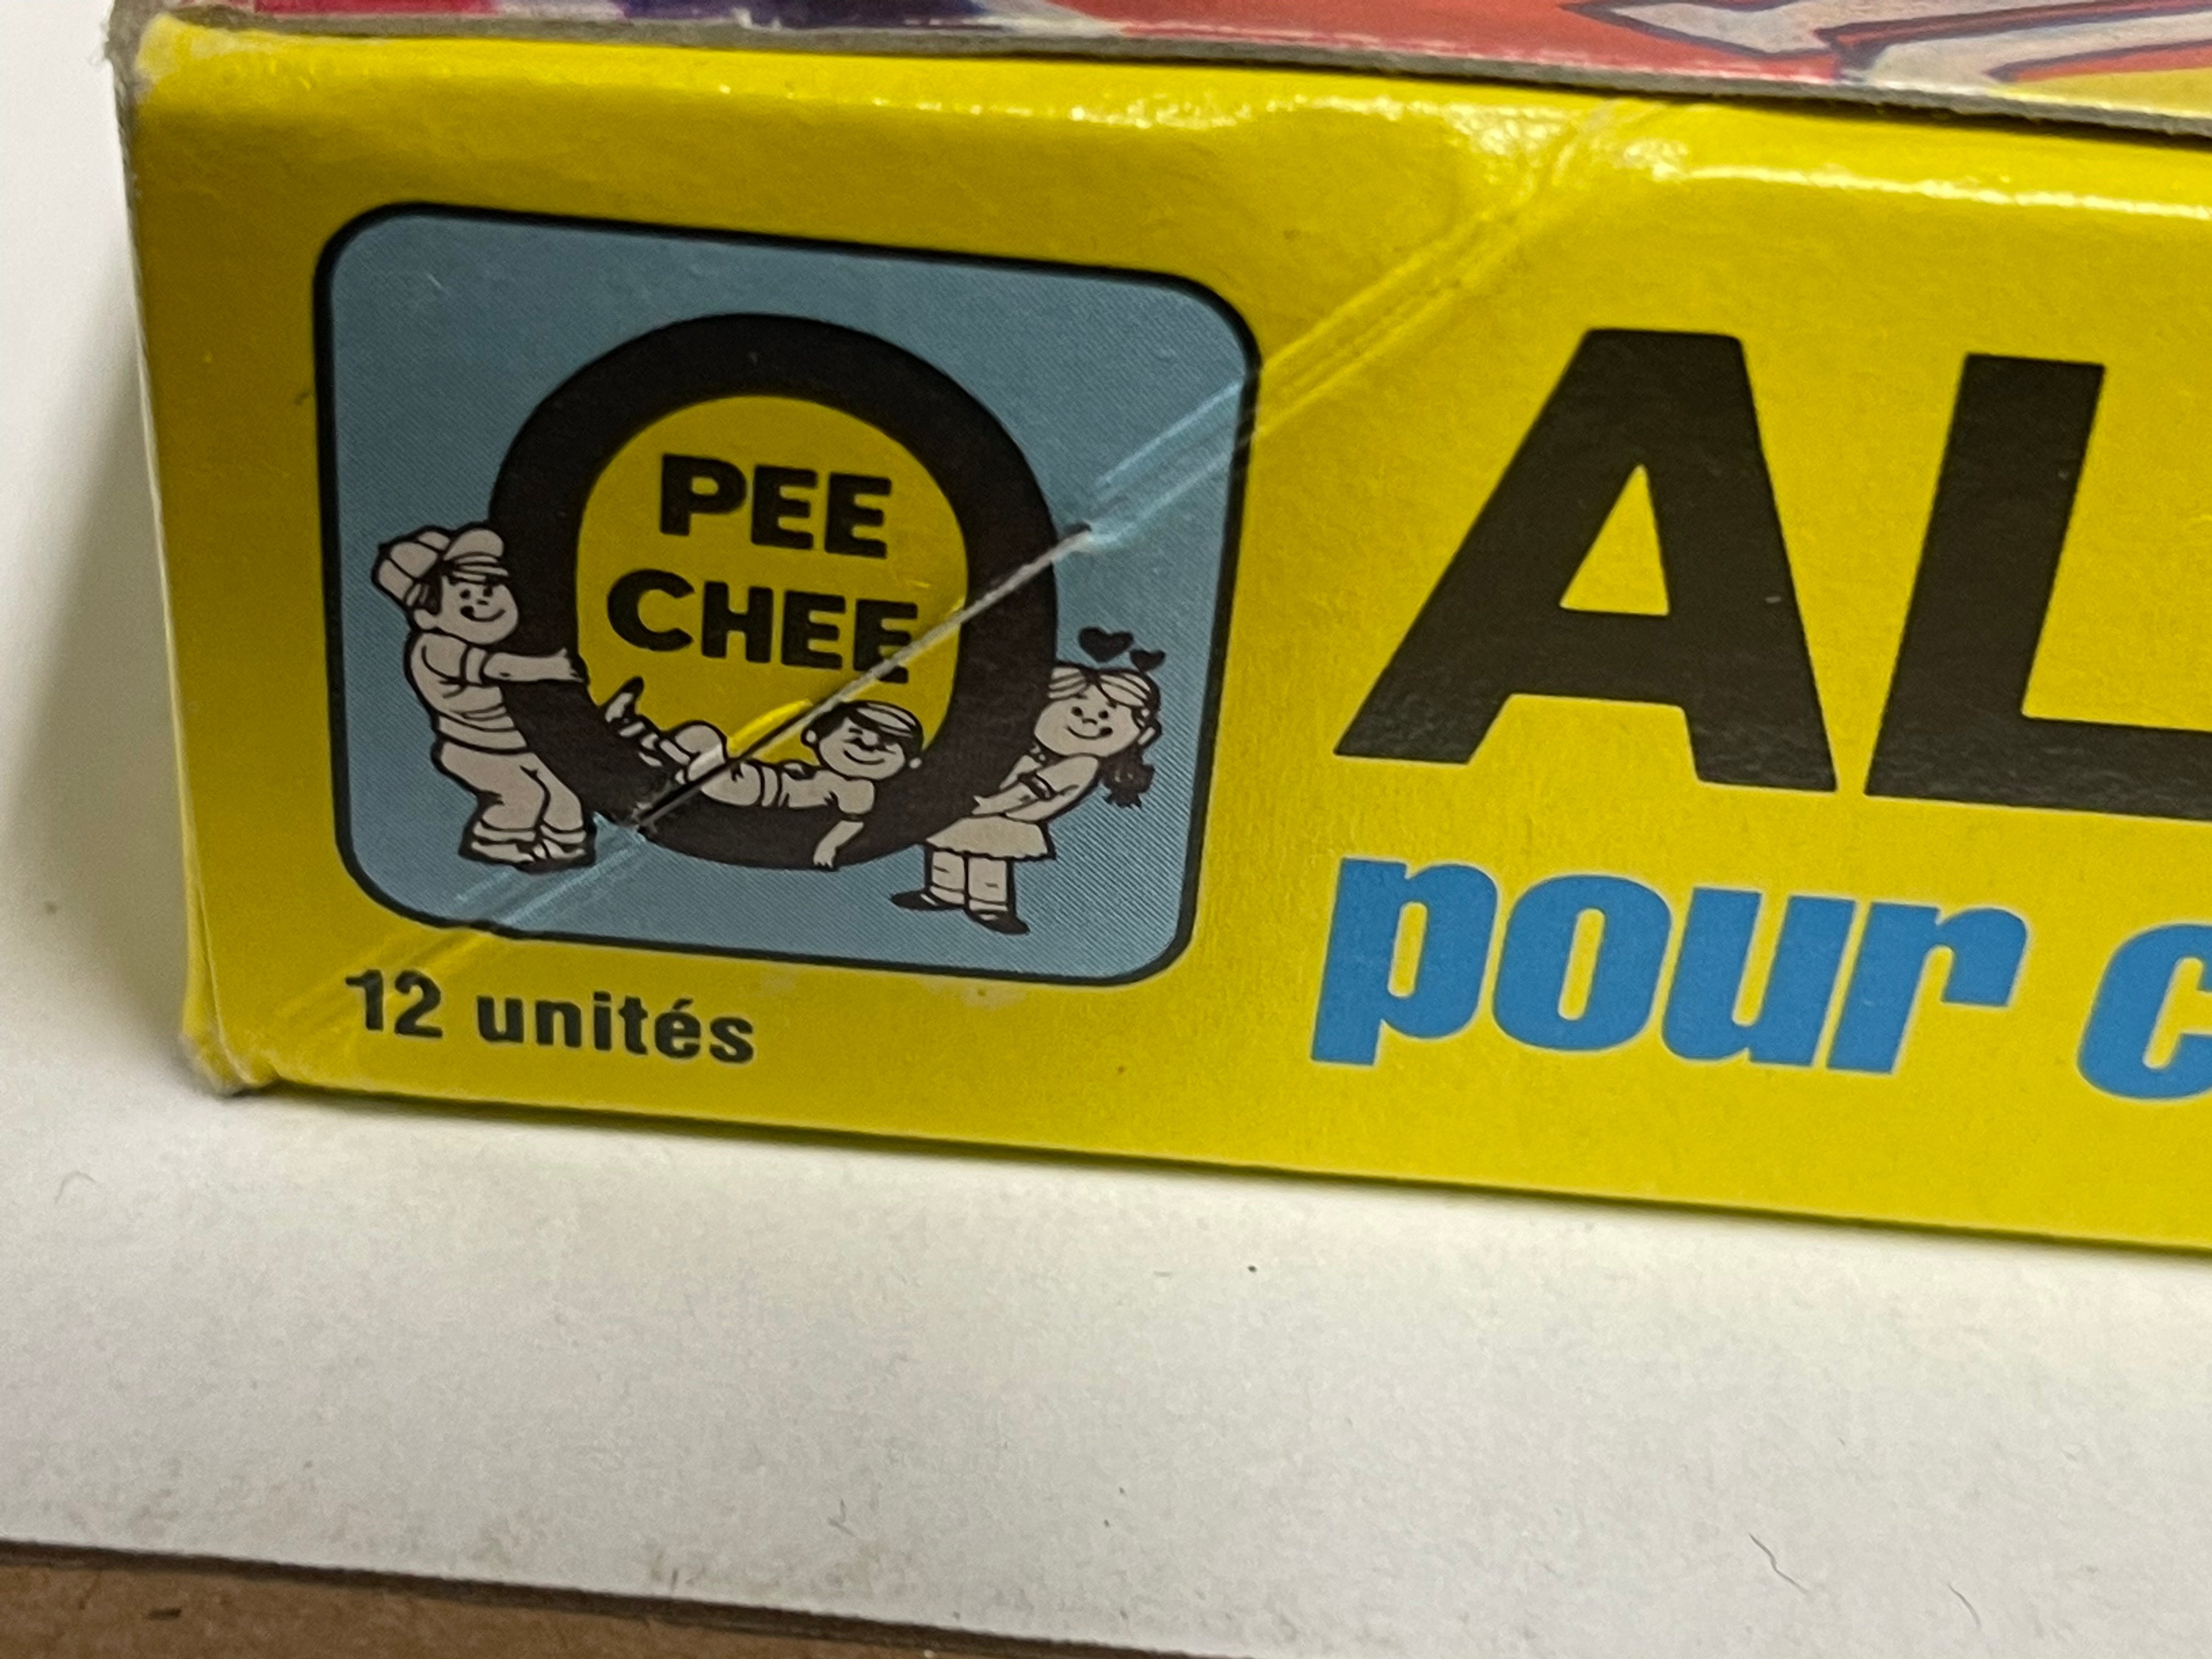 PEE
CHEE
12 unités
AL
pour c